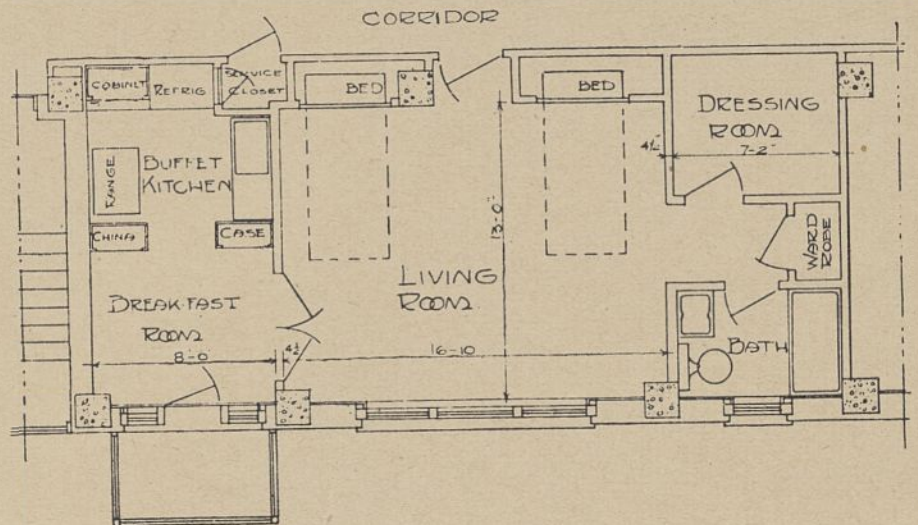 CORRIDOR
COBINET
REFRIG
SERVICE
CLOSET
BED
BED
DRESSING
ROOM
7-2"
4½"
RANGE
BUFFET
KITCHEN
CHINA
CASE
13-0"
WARD
ROBE
LIVING
ROOM
BREAKFAST
ROOM
8-0"
4½
16-10
BATH